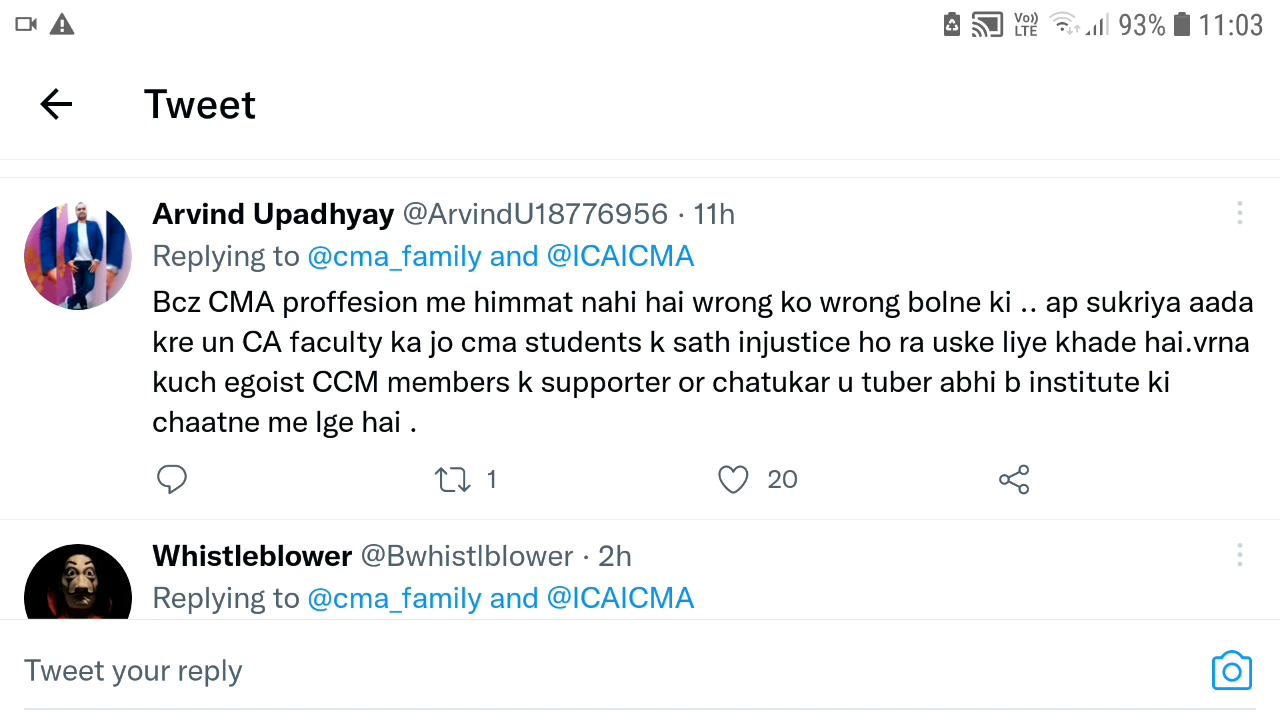 Vo)) LTE 93% 11:03
Tweet
Arvind Upadhyay @ArvindU18776956 · 11h
Replying to @cma_family and @ICAICMA
Bcz CMA proffesion me himmat nahi hai wrong ko wrong bolne ki .. ap sukriya aada
kre un CA faculty ka jo cma students k sath injustice ho ra uske liye khade hai.vrna
kuch egoist CCM members k supporter or chatukar u tuber abhi b institute ki
chaatne me lge hai .
1 20
Whistleblower @Bwhistlblower · 2h
Replying to @cma_family and @ICAICMA
Tweet your reply